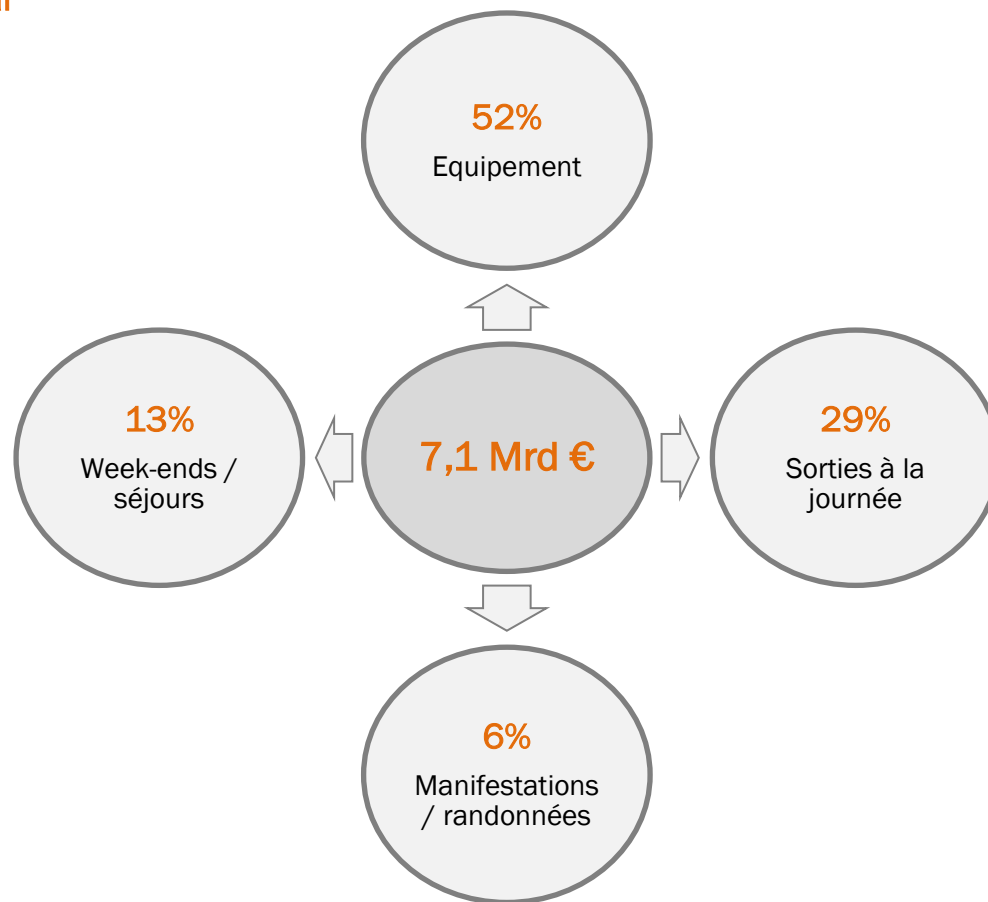 52%
Equipement
13%
Week-ends /
séjours
7,1 Mrd €
29%
Sorties à la
journée
6%
Manifestations
/ randonnées